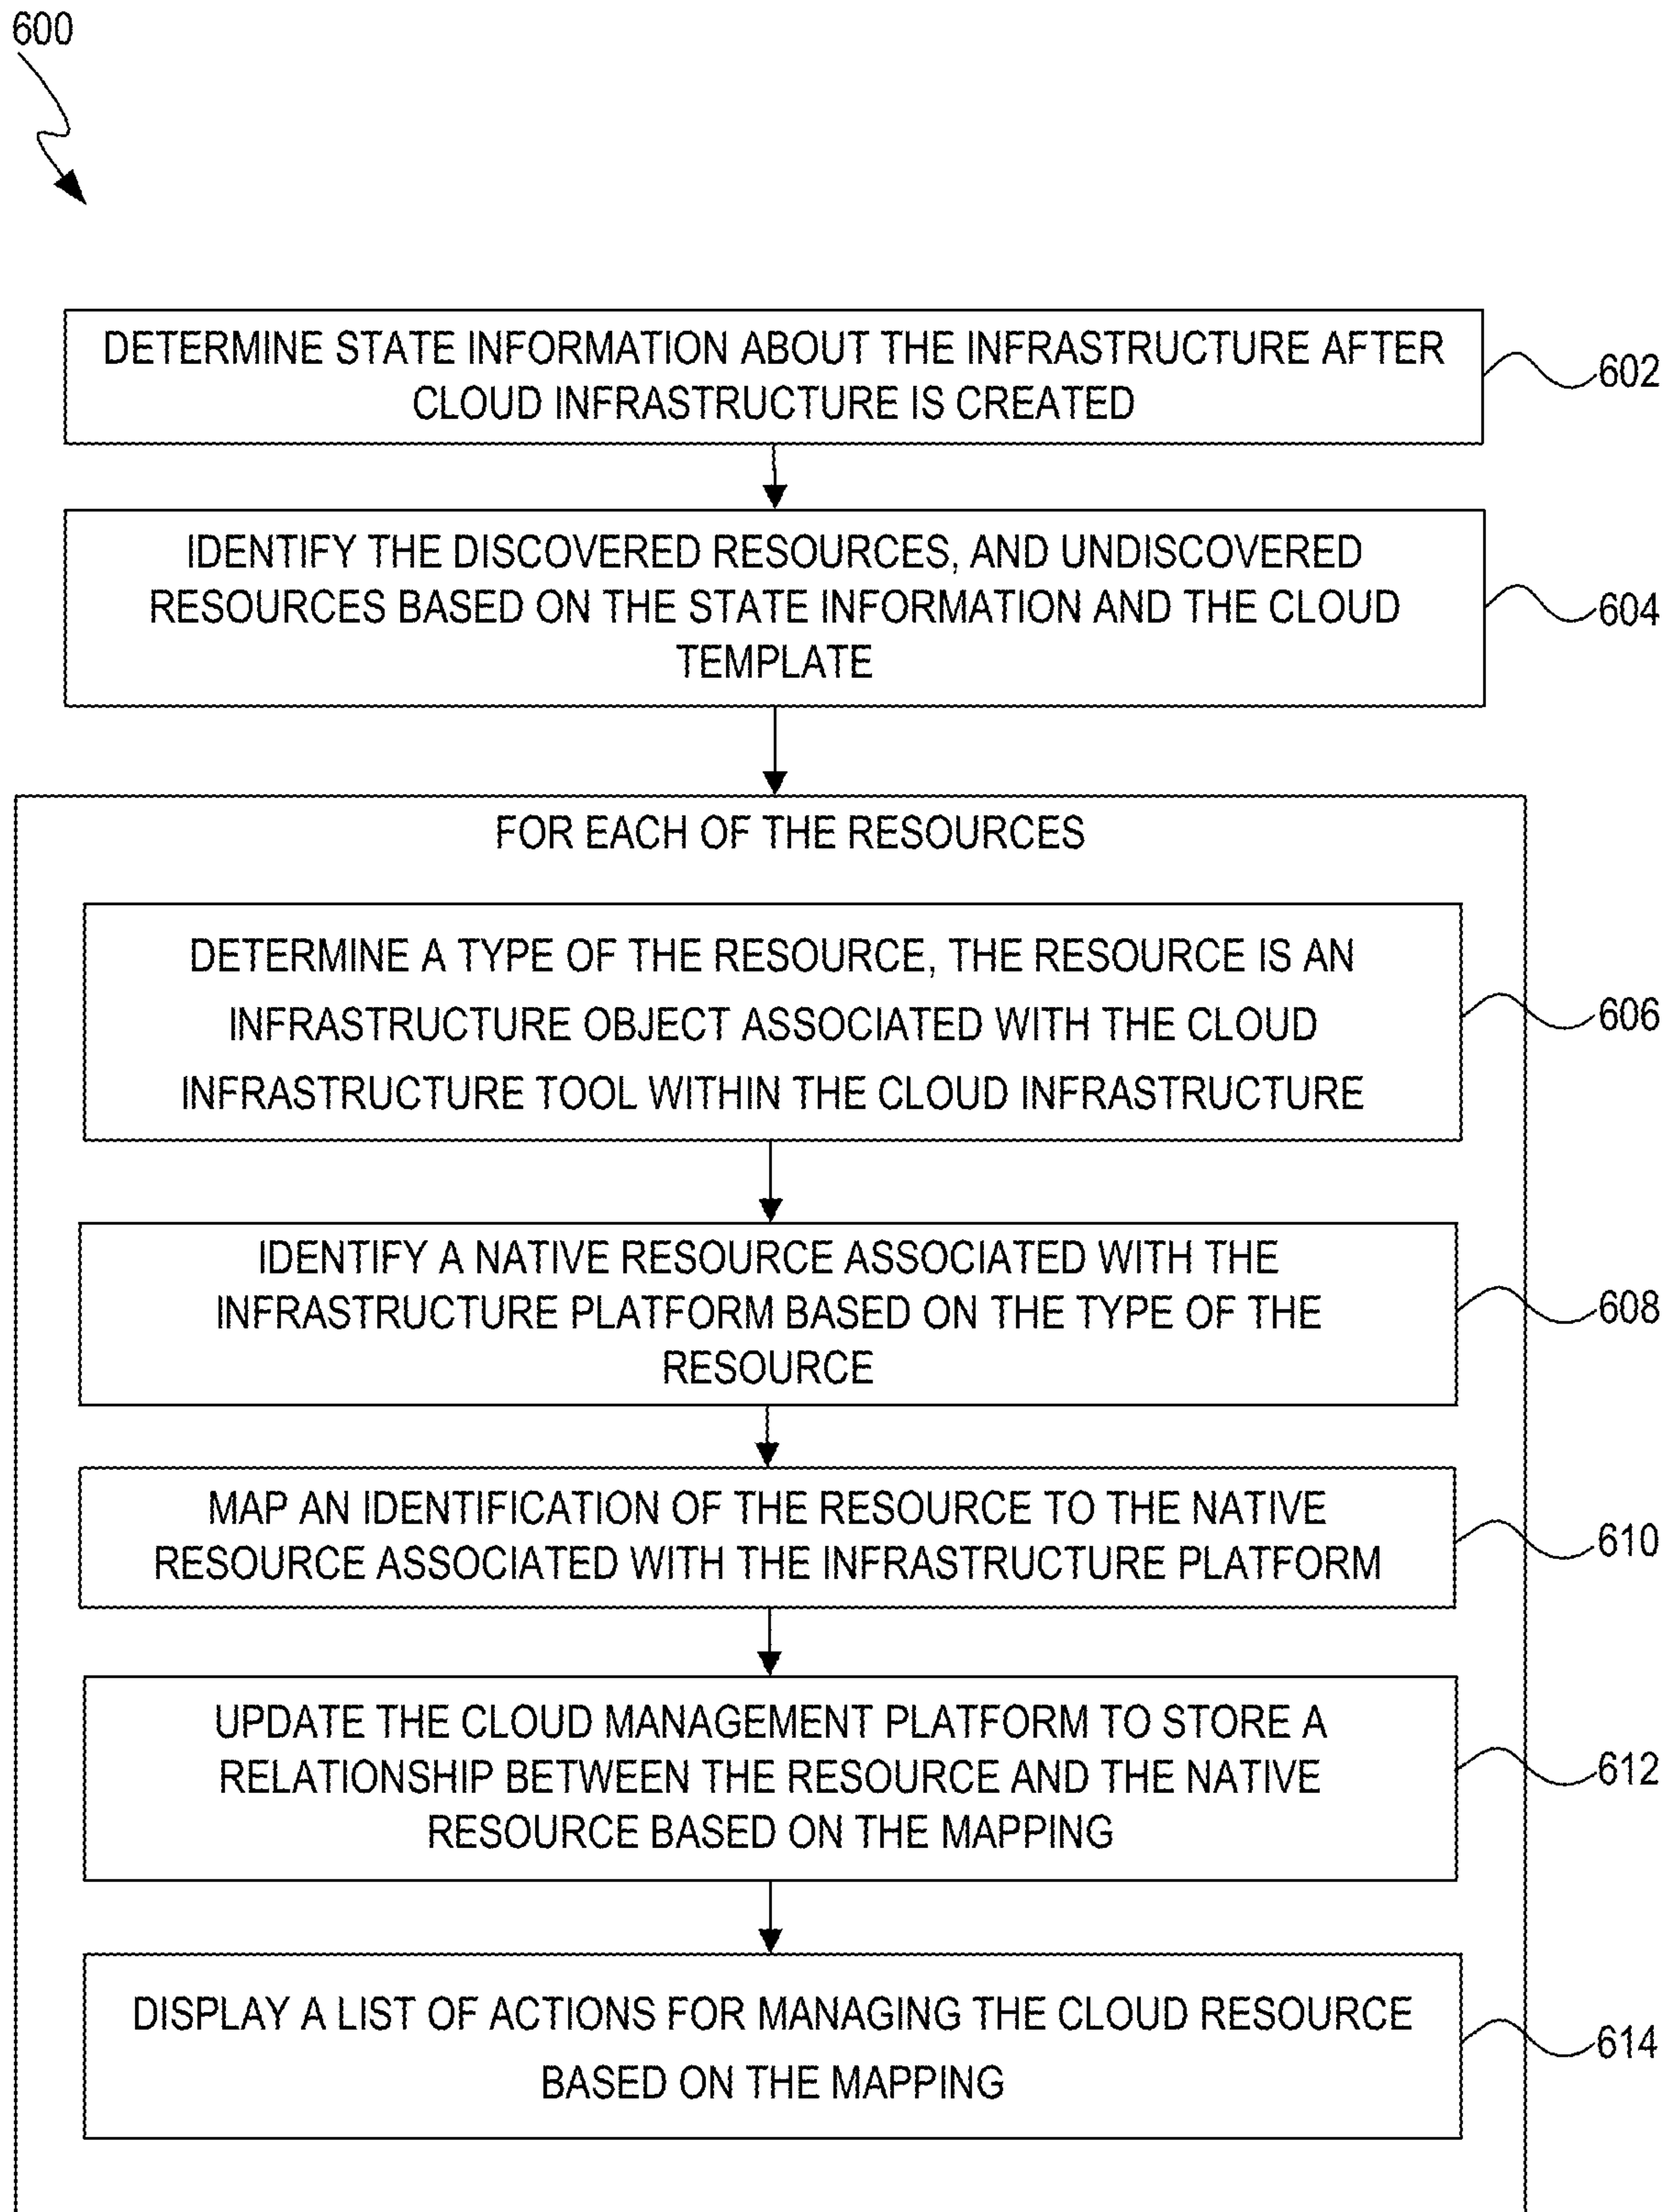 600
DETERMINE STATE INFORMATION ABOUT THE INFRASTRUCTURE AFTER
CLOUD INFRASTRUCTURE IS CREATED
602
IDENTIFY THE DISCOVERED RESOURCES, AND UNDISCOVERED
RESOURCES BASED ON THE STATE INFORMATION AND THE CLOUD
TEMPLATE
604
FOR EACH OF THE RESOURCES
DETERMINE A TYPE OF THE RESOURCE, THE RESOURCE IS AN
INFRASTRUCTURE OBJECT ASSOCIATED WITH THE CLOUD
INFRASTRUCTURE TOOL WITHIN THE CLOUD INFRASTRUCTURE
606
IDENTIFY A NATIVE RESOURCE ASSOCIATED WITH THE
INFRASTRUCTURE PLATFORM BASED ON THE TYPE OF THE
RESOURCE
608
MAP AN IDENTIFICATION OF THE RESOURCE TO THE NATIVE
RESOURCE ASSOCIATED WITH THE INFRASTRUCTURE PLATFORM
610
UPDATE THE CLOUD MANAGEMENT PLATFORM TO STORE A
RELATIONSHIP BETWEEN THE RESOURCE AND THE NATIVE
RESOURCE BASED ON THE MAPPING
612
DISPLAY A LIST OF ACTIONS FOR MANAGING THE CLOUD RESOURCE
BASED ON THE MAPPING
614